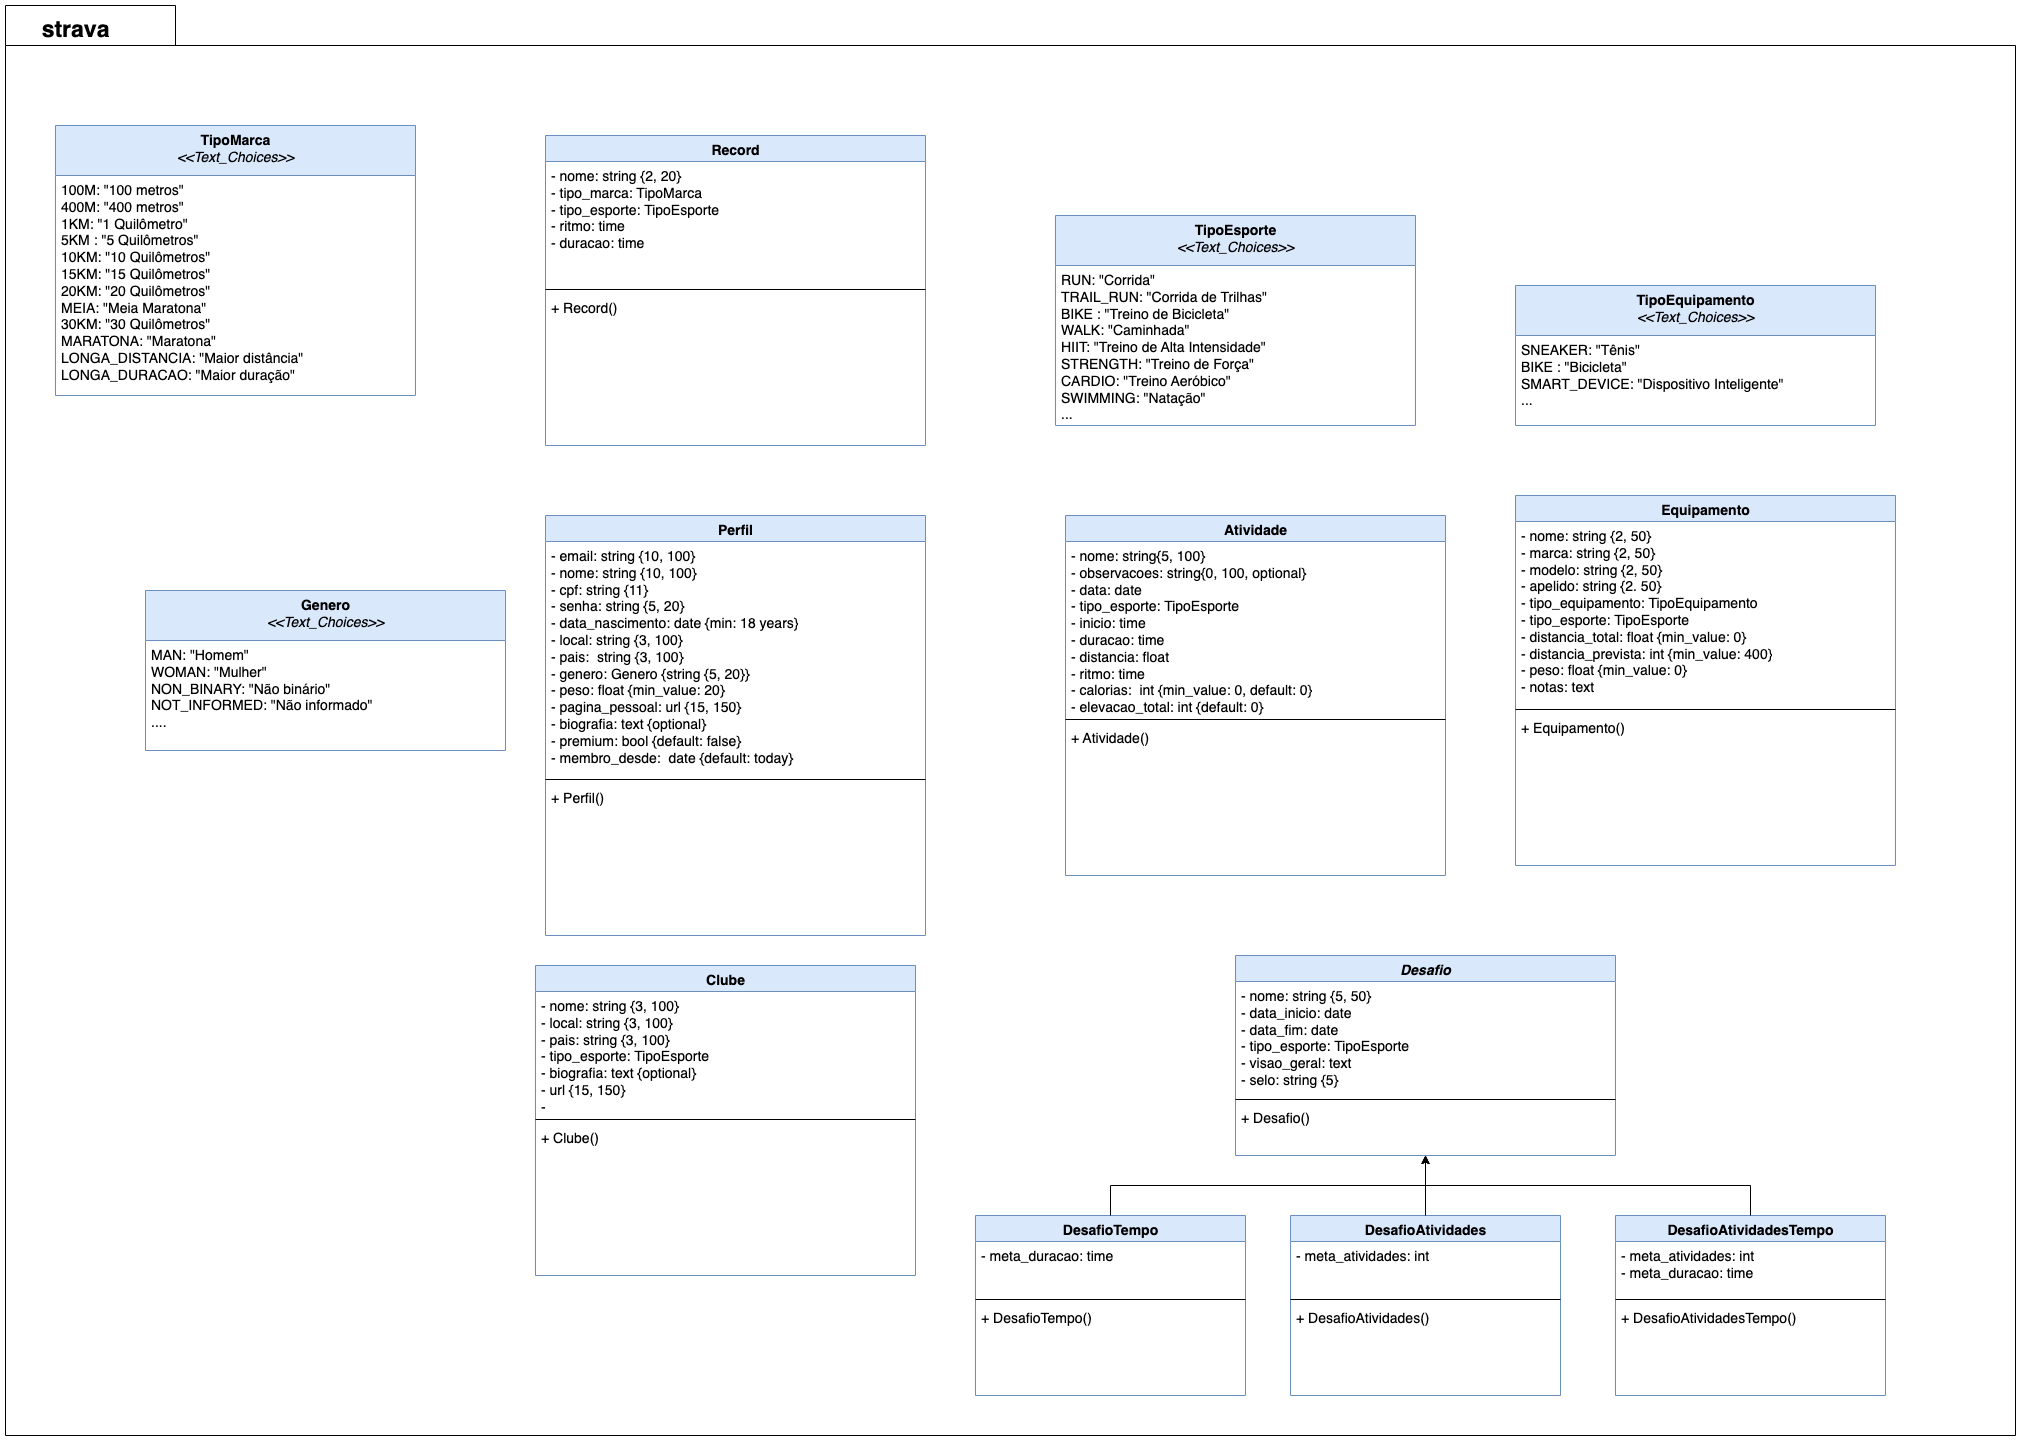 strava
TipoMarca
<<Text_Choices>>
100M: "100 metros"
400M: "400 metros"
1KM: "1 Quilômetro"
5KM : "5 Quilômetros"
10KM: "10 Quilômetros"
15KM: "15 Quilômetros"
20KM: "20 Quilômetros"
MEIA: "Meia Maratona"
30KM: "30 Quilômetros"
MARATONA: "Maratona"
LONGA_DISTANCIA: "Maior distância"
LONGA_DURACAO: "Maior duração"
Record
- nome: string {2, 20}
- tipo_marca: TipoMarca
- tipo_esporte: TipoEsporte
- ritmo: time
- duracao: time
+ Record()
TipoEsporte
<<Text_Choices>>
RUN: "Corrida"
TRAIL_RUN: "Corrida de Trilhas"
BIKE : "Treino de Bicicleta"
WALK: "Caminhada"
HIIT: "Treino de Alta Intensidade"
STRENGTH: "Treino de Força"
CARDIO: "Treino Aeróbico"
SWIMMING: "Natação"
...
TipoEquipamento
<<Text_Choices>>
SNEAKER: "Tênis"
BIKE : "Bicicleta"
SMART_DEVICE: "Dispositivo Inteligente"
...
Genero
<<Text_Choices>>
MAN: "Homem"
WOMAN: "Mulher"
NON_BINARY: "Não binário"
NOT_INFORMED: "Não informado"
....
Perfil
- email: string {10, 100}
- nome: string {10, 100}
- cpf: string {11}
- senha: string {5, 20}
- data_nascimento: date {min: 18 years}
- local: string {3, 100}
- pais:  string {3, 100}
- genero: Genero {string {5, 20}}
- peso: float {min_value: 20}
- pagina_pessoal: url {15, 150}
- biografia: text {optional}
- premium: bool {default: false}
- membro_desde:  date {default: today}
+ Perfil()
Atividade
- nome: string{5, 100}
- observacoes: string{0, 100, optional}
- data: date
- tipo_esporte: TipoEsporte
- inicio: time
- duracao: time
- distancia: float
- ritmo: time
- calorias:  int {min_value: 0, default: 0}
- elevacao_total: int {default: 0}
+ Atividade()
Equipamento
- nome: string {2, 50}
- marca: string {2, 50}
- modelo: string {2, 50}
- apelido: string {2. 50}
- tipo_equipamento: TipoEquipamento
- tipo_esporte: TipoEsporte
- distancia_total: float {min_value: 0}
- distancia_prevista: int {min_value: 400}
- peso: float {min_value: 0}
- notas: text
+ Equipamento()
Clube
- nome: string {3, 100}
- local: string {3, 100}
- pais: string {3, 100}
- tipo_esporte: TipoEsporte
- biografia: text {optional}
- url {15, 150}
-
+ Clube()
Desafio
- nome: string {5, 50}
- data_inicio: date
- data_fim: date
- tipo_esporte: TipoEsporte
- visao_geral: text
- selo: string {5}
+ Desafio()
DesafioTempo
- meta_duracao: time
+ DesafioTempo()
DesafioAtividades
- meta_atividades: int
+ DesafioAtividades()
DesafioAtividadesTempo
- meta_atividades: int
- meta_duracao: time
+ DesafioAtividadesTempo()